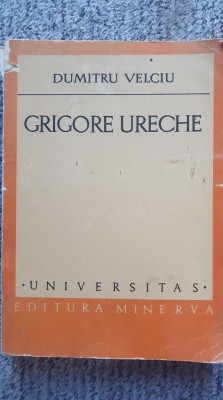 DUMITRU VELCIU
GRIGORE URECHE
· UNIVERSITAS ·
EDITURA MINERVA